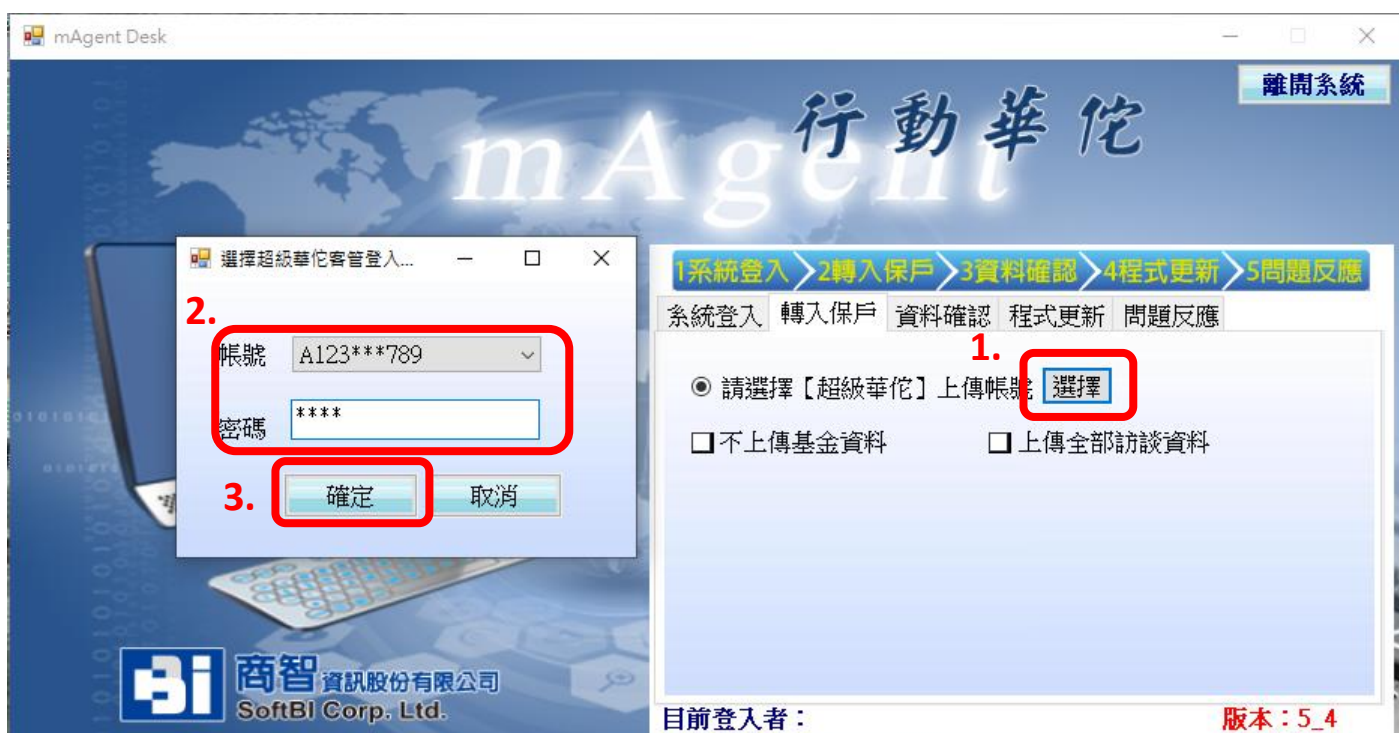 mAgent Desk
離開系統
行動華佗
mAgent
選擇超級華佗客管登入...
1系統登入
2轉入保戶
3資料確認
4程式更新
5問題反應
系統登入 轉入保戶 資料確認 程式更新 問題反應
2.
帳號 A123***789
密碼 ****
3.
確定 取消
1.
請選擇【超級華佗】上傳帳號 選擇
不上傳基金資料 上傳全部訪談資料
商智資訊股份有限公司
SoftBI Corp. Ltd.
目前登入者： 版本：5_4